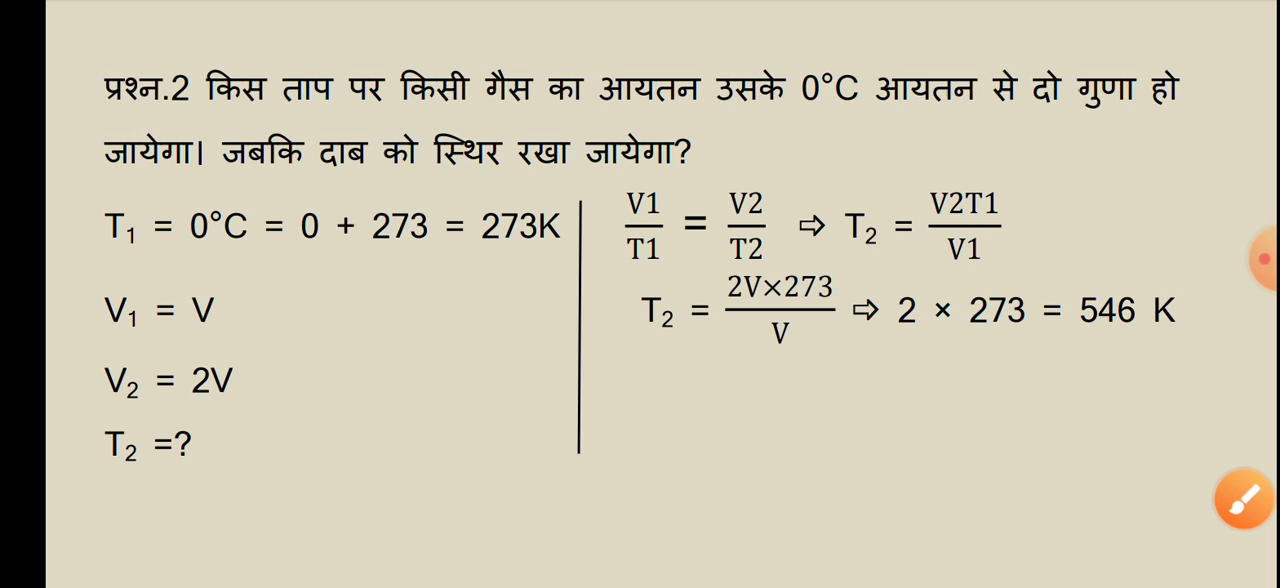 प्रश्न.2 किस ताप पर किसी गैस का आयतन उसके 0°C आयतन से दो गुणा हो
जायेगा। जबकि दाब को स्थिर रखा जायेगा?
T₁ = 0°C = 0 + 273 = 273K
V₁ = V
V₂ = 2V
T₂ =?
V1/T1 = V2/T2 ⇨ T₂ = V2T1/V1
T₂ = 2V×273/V ⇨ 2 × 273 = 546 K